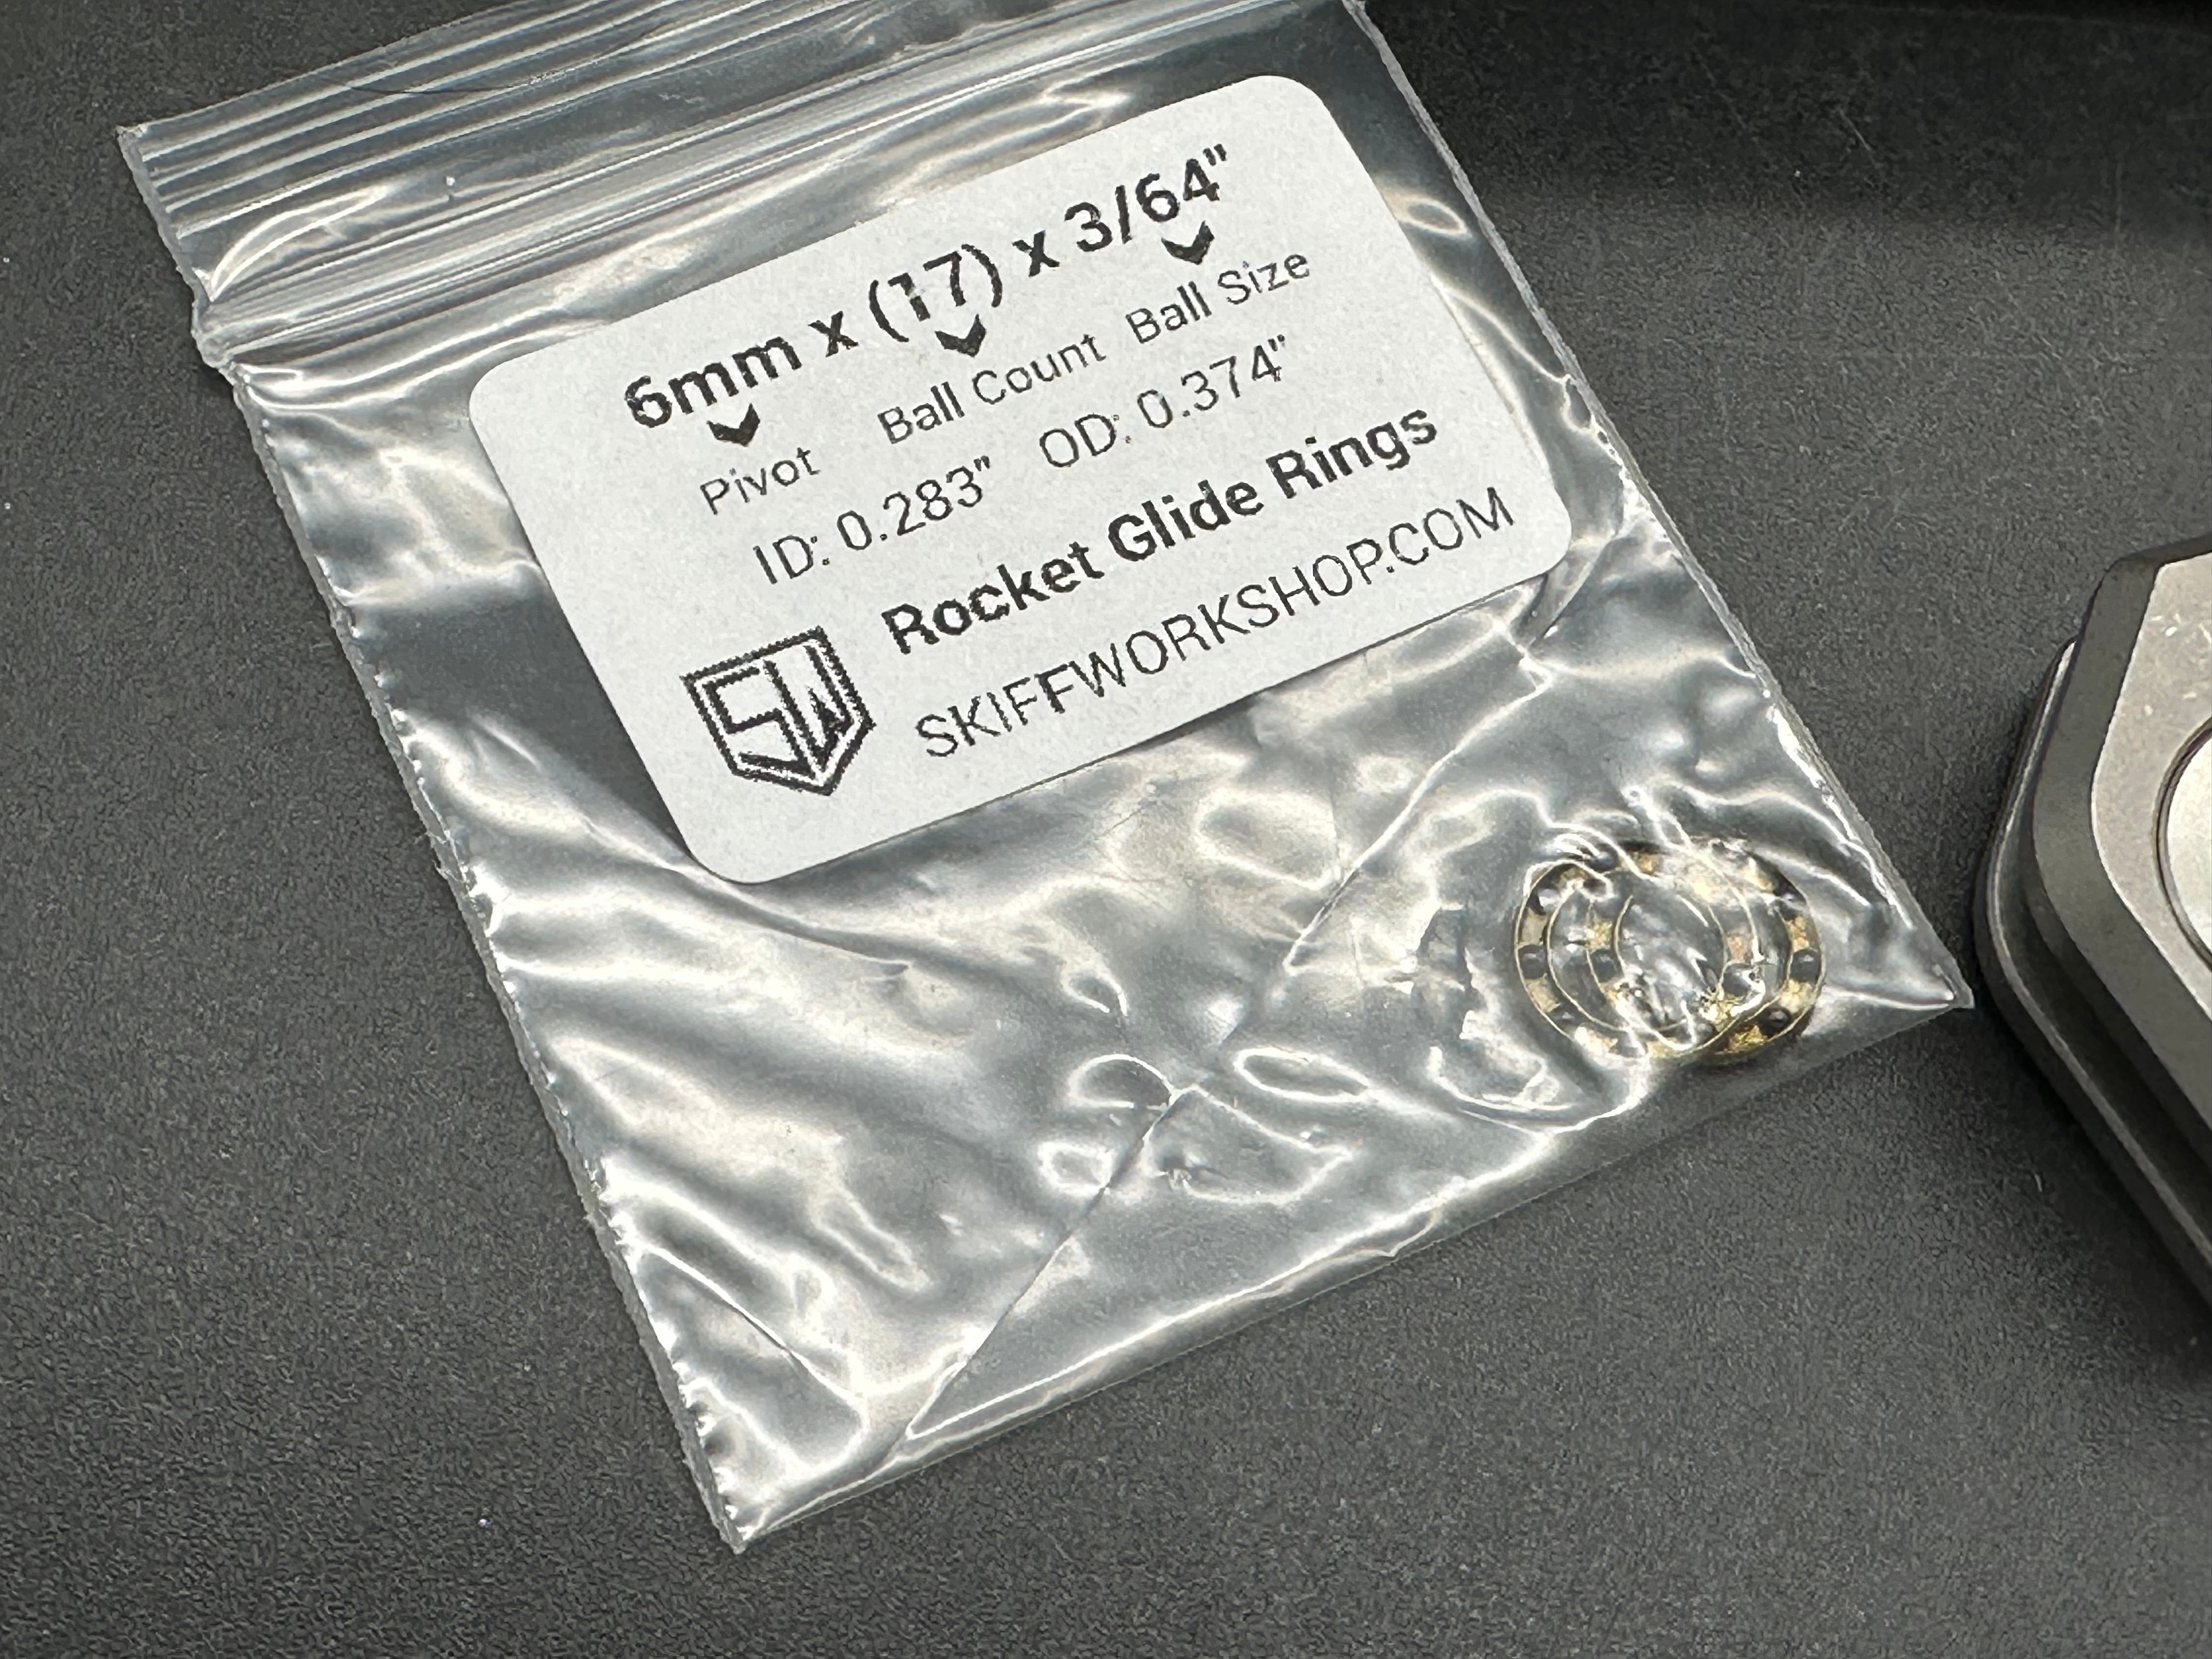 6mm x (17) x 3/64"
Pivot Ball Count Ball Size
ID: 0.283" OD: 0.374"
Rocket Glide Rings
SW SKIFFWORKSHOP.COM